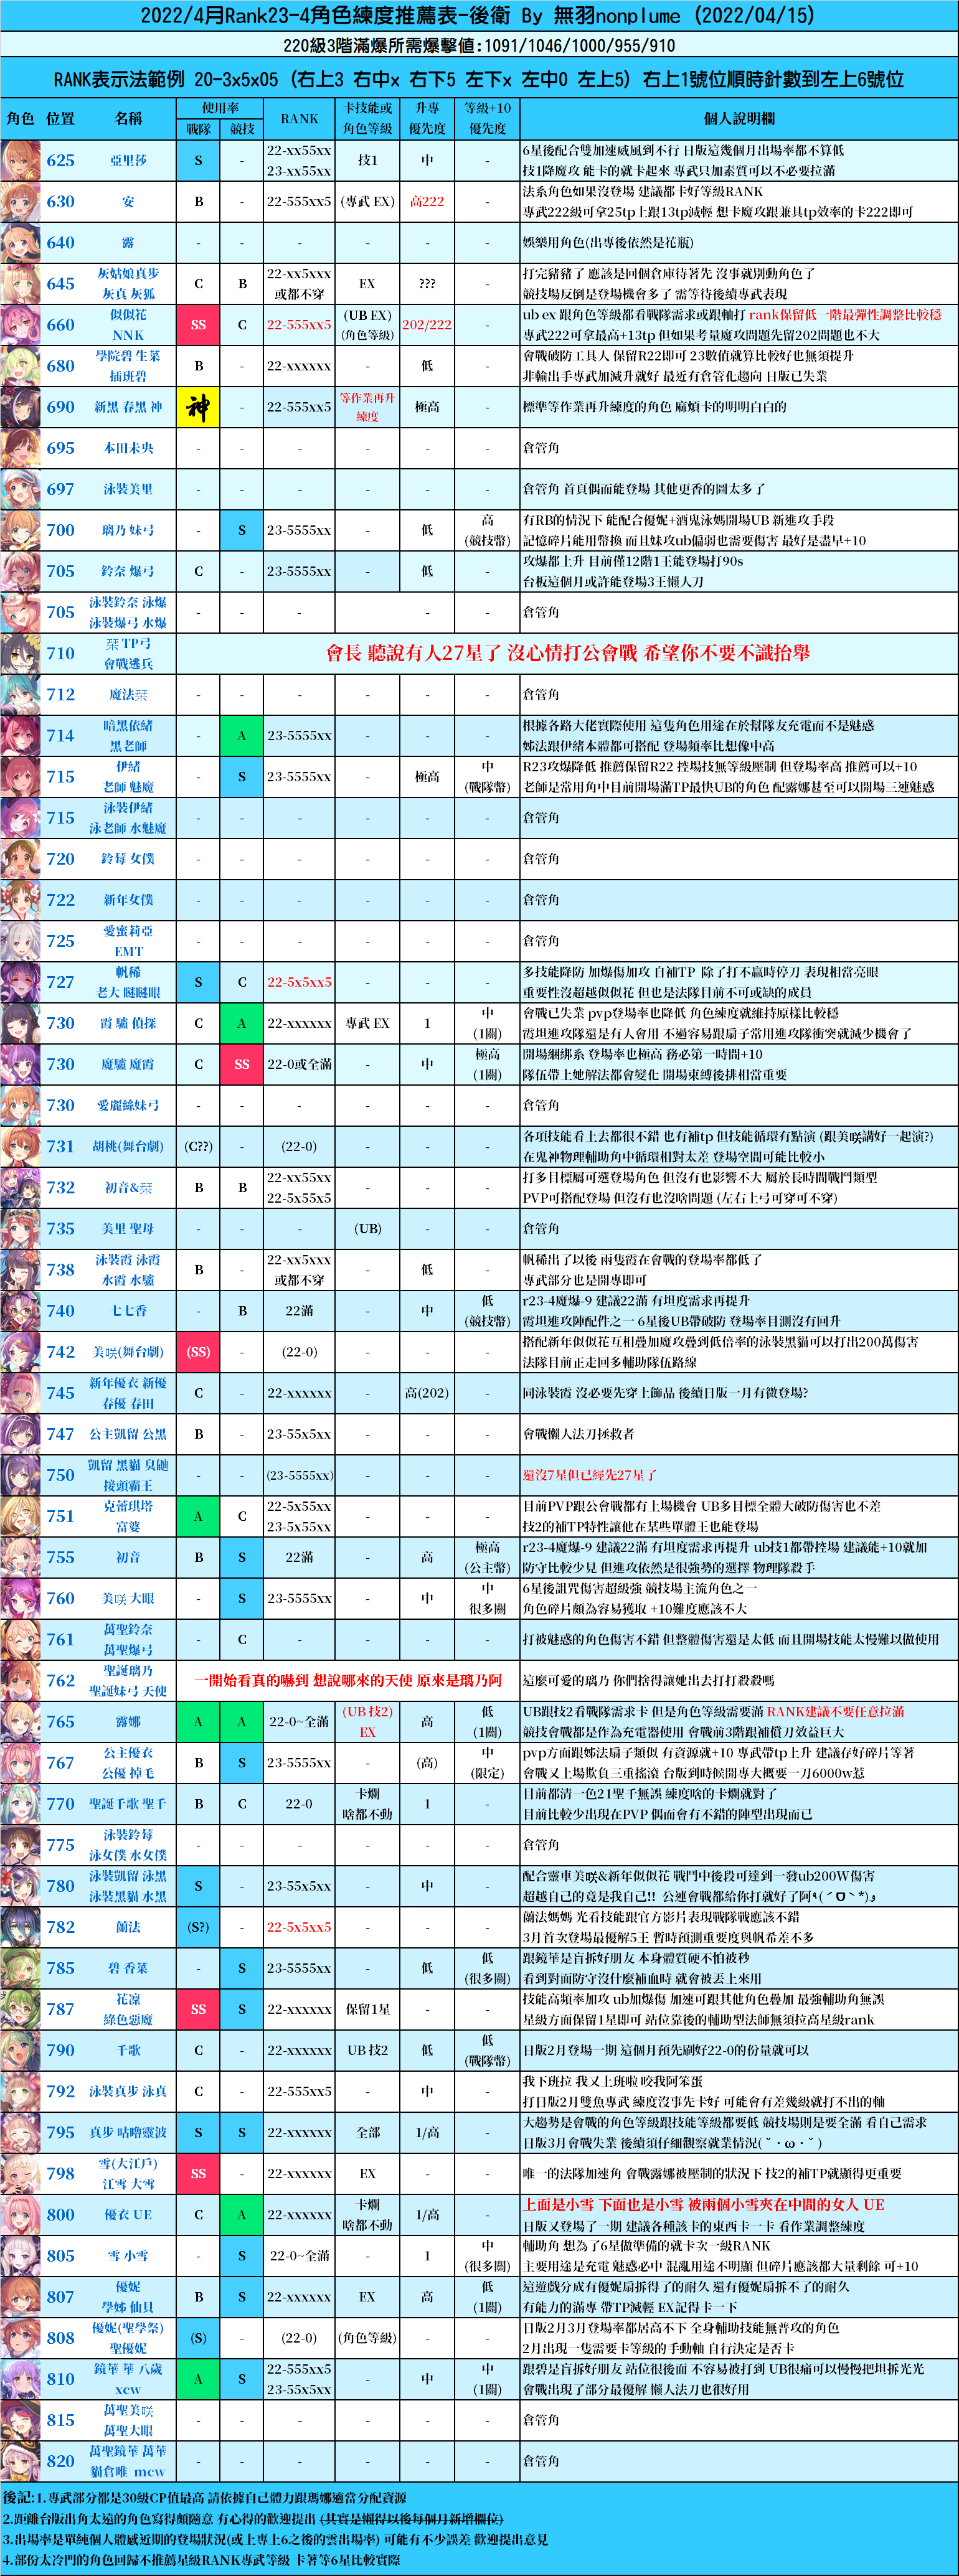 2022/4月Rank23-4角色練度推薦表-後衛 By 無羽nonplume (2022/04/15)
220級3階滿爆所需爆擊值:1091/1046/1000/955/910
RANK表示法範例 20-3x5x05 (右上3 右中x 右下5 左下x 左中0 左上5) 右上1號位順時針數到左上6號位
角色 位置 名稱 使用率 戰隊 競技 RANK 卡技能或角色等級 升專優先度 等級+10優先度 個人說明欄
625 亞里莎 S - 22-xx55xx 23-xx55xx 技1 中 -
6星後配合雙加速威風到不行 日版這幾個月出場率都不算低
技1降魔攻 能卡的就卡起來 專武只加素質可以不必要拉滿
630 安 B - 22-555xx5 (專武 EX) 高222 -
法系角色如果沒登場 建議都卡好等級RANK
專武222級可拿25tp上跟13tp減輕 想卡魔攻跟兼具tp效率的卡222即可
640 露 - - - - - -
娛樂用角色(出專後依然是花瓶)
645 灰姑娘真步 灰真 灰狐 C B 22-xx5xxx 或都不穿 EX ??? -
打完豬豬了 應該是回個倉庫待著先 沒事就別動角色了
競技場反倒是登場機會多了 需等待後續專武表現
660 似似花 NNK SS C 22-555xx5 (UB EX) (角色等級) 202/222 -
ub ex 跟角色等級都看戰隊需求或跟軸打 rank保留低一階最彈性調整比較穩
專武222可拿最高+13tp 但如果考量魔攻問題先留202問題也不大
680 學院碧 生菜 插班碧 B - 22-xxxxxx - 低 -
會戰破防工具人 保留R22即可 23數值就算比較好也無須提升
非輸出手專武加減升就好 最近有倉管化趨向 日版已失業
690 新黑 春黑 神 神 - 22-555xx5 等作業再升練度 極高 -
標準等作業再升練度的角色 麻煩卡的明明白白的
695 本田未央 - - - - - -
倉管角
697 泳裝美里 - - - - - -
倉管角 首頁偶而能登場 其他更香的圖太多了
700 璃乃 妹弓 - S 23-5555xx - 低 高 (競技幣)
有RB的情況下 能配合優妮+酒鬼泳媽開場UB 新進攻手段
記憶碎片能用幣換 而且妹攻ub偏弱也需要傷害 最好是盡早+10
705 鈴奈 爆弓 C - 23-5555xx - 低 -
攻爆都上升 目前僅12階1王能登場打90s
台板這個月或許能登場3王懶人刀
705 泳裝鈴奈 泳爆 泳裝爆弓 水爆 - - - - -
倉管角
710 栞 TP弓 會戰逃兵
會長 聽說有人27星了 沒心情打公會戰 希望你不要不識抬舉
712 魔法栞 - - - - - -
倉管角
714 暗黑依緒 黑老師 - A 23-5555xx - - -
根據各路大佬實際使用 這隻角色用途在於幫隊友充電而不是魅惑
姊法跟伊緒本體都可搭配 登場頻率比想像中高
715 伊緒 老師 魅魔 - S 23-5555xx - 極高 中 (戰隊幣)
R23攻爆降低 推薦保留R22 控場技無等級壓制 但登場率高 推薦可以+10
老師是常用角中目前開場滿TP最快UB的角色 配露娜甚至可以開場三連魅惑
715 泳裝伊緒 泳老師 水魅魔 - - - - - -
倉管角
720 鈴莓 女僕 - - - - - -
倉管角
722 新年女僕 - - - - - -
倉管角
725 愛蜜莉亞 EMT - - - - - -
倉管角
727 帆稀 老大 瞇瞇眼 S C 22-5x5xx5 - - -
多技能降防 加爆傷加攻 自補TP 除了打不贏時停刀 表現相當亮眼
重要性沒超越似似花 但也是法隊目前不可或缺的成員
730 霞 驢 偵探 C A 22-xxxxxx 專武 EX 1 中 (1關)
會戰已失業 pvp登場率也降低 角色練度就維持原樣比較穩
霞坦進攻隊還是有人會用 不過容易跟扇子常用進攻隊衝突就減少機會了
730 魔驢 魔霞 C SS 22-0或全滿 - 中 極高 (1關)
開場綑綁系 登場率也極高 務必第一時間+10
隊伍帶上她解法都會變化 開場束縛後排相當重要
730 愛麗絲妹弓 - - - - - -
倉管角
731 胡桃(舞台劇) (C??) - (22-0) - - -
各項技能看上去都很不錯 也有補tp 但技能循環有點演 (跟美咲講好一起演?)
在鬼神物理輔助角中循環相對太差 登場空間可能比較小
732 初音&栞 B B 22-xx55xx 22-5x55x5 - - -
打多目標屬可選登場角色 但沒有也影響不大 屬於長時間戰鬥類型
PVP可搭配登場 但沒有也沒啥問題 (左右上弓可穿可不穿)
735 美里 聖母 - - - (UB) - -
倉管角
738 泳裝霞 泳霞 水霞 水驢 B - 22-xx5xxx 或都不穿 - 低 -
帆稀出了以後 兩隻霞在會戰的登場率都低了
專武部分也是開專即可
740 七七香 - B 22滿 - 中 低 (競技幣)
r23-4魔爆-9 建議22滿 有坦度需求再提升
霞坦進攻陣配件之一 6星後UB帶破防 登場率目測沒有回升
742 美咲(舞台劇) (SS) - (22-0) - - -
搭配新年似似花互相疊加魔攻疊到低倍率的泳裝黑貓可以打出200萬傷害
法隊目前正走回多輔助隊伍路線
745 新年優衣 新優 春優 春田 C - 22-xxxxxx - 高(202) -
同泳裝霞 沒必要先穿上飾品 後續日版一月有微登場?
747 公主凱留 公黑 B - 23-55x5xx - - -
會戰懶人法刀拯救者
750 凱留 黑貓 臭鼬 接頭霸王 - - (23-5555xx) - - -
還沒7星但已經先27星了
751 克蕾琪塔 富婆 A C 22-5x55xx 23-5x55xx - - -
目前PVP跟公會戰都有上場機會 UB多目標全體大破防傷害也不差
技2的補TP特性讓他在某些單體王也能登場
755 初音 B S 22滿 - 高 極高 (公主幣)
r23-4魔爆-9 建議22滿 有坦度需求再提升 ub技1都帶控場 建議能+10就加
防守比較少見 但進攻依然是很強勢的選擇 物理隊殺手
760 美咲 大眼 - S 23-5555xx - 中 中 很多關
6星後詛咒傷害超級強 競技場主流角色之一
角色碎片頗為容易獲取 +10難度應該不大
761 萬聖鈴奈 萬聖爆弓 - C - - - -
打被魅惑的角色傷害不錯 但整體傷害還是太低 而且開場技能太慢難以做使用
762 聖誕璃乃 聖誕妹弓 天使
一開始看真的嚇到 想說哪來的天使 原來是璃乃阿
這麼可愛的璃乃 你們捨得讓她出去打打殺殺嗎
765 露娜 A A 22-0~全滿 (UB 技2) EX 高 低 (1關)
UB跟技2看戰隊需求卡 但是角色等級需要滿 RANK建議不要任意拉滿
競技會戰都是作為充電器使用 會戰前3階跟補償刀效益巨大
767 公主優衣 公優 掉毛 B S 23-5555xx - (高) 中 (限定)
pvp方面跟姊法扇子類似 有資源就+10 專武帶tp上升 建議存好碎片等著
會戰又上場欺負三重搖滾 台版到時候開專大概要一刀6000w惹
770 聖誕千歌 聖千 B C 22-0 卡爛 啥都不動 1 -
目前都清一色21聖千無誤 練度啥的卡爛就對了
目前比較少出現在PVP 偶而會有不錯的陣型出現而已
775 泳裝鈴莓 泳女僕 水女僕 - - - - - -
倉管角
780 泳裝凱留 泳黑 泳裝黑貓 水黑 S - 23-55x5xx - 中 -
配合靈車美咲&新年似似花 戰鬥中後段可達到一發ub200W傷害
超越自己的竟是我自己!! 公連會戰都給你打就好了阿
782 蘭法 (S?) - 22-5x5xx5 - - -
蘭法媽媽 光看技能跟官方影片表現戰隊戰應該不錯
3月首次登場最優解5王 暫時預測重要度與帆希差不多
785 碧 香菜 - S 23-5555xx - 低 低 (很多關)
跟鏡華是盲拆好朋友 本身體質硬不怕被秒
看到對面防守沒什麼補血時 就會被丟上來用
787 花凜 綠色惡魔 SS S 22-xxxxxx 保留1星 - -
技能高頻率加攻 ub加爆傷 加速可跟其他角色疊加 最強輔助角無誤
星級方面保留1星即可 站位靠後的輔助型法師無須拉高星級rank
790 千歌 C - 22-xxxxxx UB 技2 低 低 (戰隊幣)
日版2月登場一期 這個月預先刷好22-0的份量就可以
792 泳裝真步 泳真 C - 22-555xx5 - 中 -
我下班拉 我又上班啦 咬我阿笨蛋
打日版2月雙魚專武 練度沒事先卡好 可能會有差幾級就打不出的軸
795 真步 咕嚕靈波 S S 22-xxxxxx 全部 1/高 -
大趨勢是會戰的角色等級跟技能等級都要低 競技場則是要全滿 看自己需求
日版3月會戰失業 後續須仔細觀察就業情況(˘・ω・˘)
798 雪(大江戶) 江雪 大雪 SS - 22-xxxxxx EX - -
唯一的法隊加速角 會戰露娜被壓制的狀況下 技2的補TP就顯得更重要
800 優衣 UE C A 22-xxxxxx 卡爛 啥都不動 1/高 -
上面是小雪 下面也是小雪 被兩個小雪夾在中間的女人 UE
日版又登場了一期 建議各種該卡的東西卡一卡 看作業調整練度
805 雪 小雪 - S 22-0~全滿 - 1 中 (很多關)
輔助角 想為了6星做準備的就卡次一級RANK
主要用途是充電 魅惑必中 混亂用途不明顯 但碎片應該都大量剩餘 可+10
807 優妮 學姊 仙貝 B S 22-xxxxxx EX 高 低 (1關)
這遊戲分成有優妮扇拆得了的耐久 還有優妮扇拆不了的耐久
有能力的滿專 帶TP減輕 EX記得卡一下
808 優妮(聖學祭) 聖優妮 (S) - (22-0) (角色等級) - -
日版2月3月登場率都居高不下 全身輔助技能無普攻的角色
2月出現一隻需要卡等級的手動軸 自行決定是否卡
810 鏡華 華 八歲 xcw A S 22-555xx5 23-55x5xx - 中 中 (1關)
跟碧是盲拆好朋友 站位很後面 不容易被打到 UB很痛可以慢慢把坦拆光光
會戰出現了部分最優解 懶人法刀也很好用
815 萬聖美咲 萬聖大眼 - - - - - -
倉管角
820 萬聖鏡華 萬華 貓倉唯 mcw - - - - - -
倉管角
後記:1.專武部分都是30級CP值最高 請依據自己體力跟瑪娜適當分配資源
2.距離台版出角太遠的角色寫得頗隨意 有心得的歡迎提出 (其實是懶得以後每個月新增欄位)
3.出場率是單純個人體感近期的登場狀況(或上專上6之後的雲出場率) 可能有不少誤差 歡迎提出意見
4.部份太冷門的角色回歸不推薦星級RANK專武等級 卡著等6星比較實際